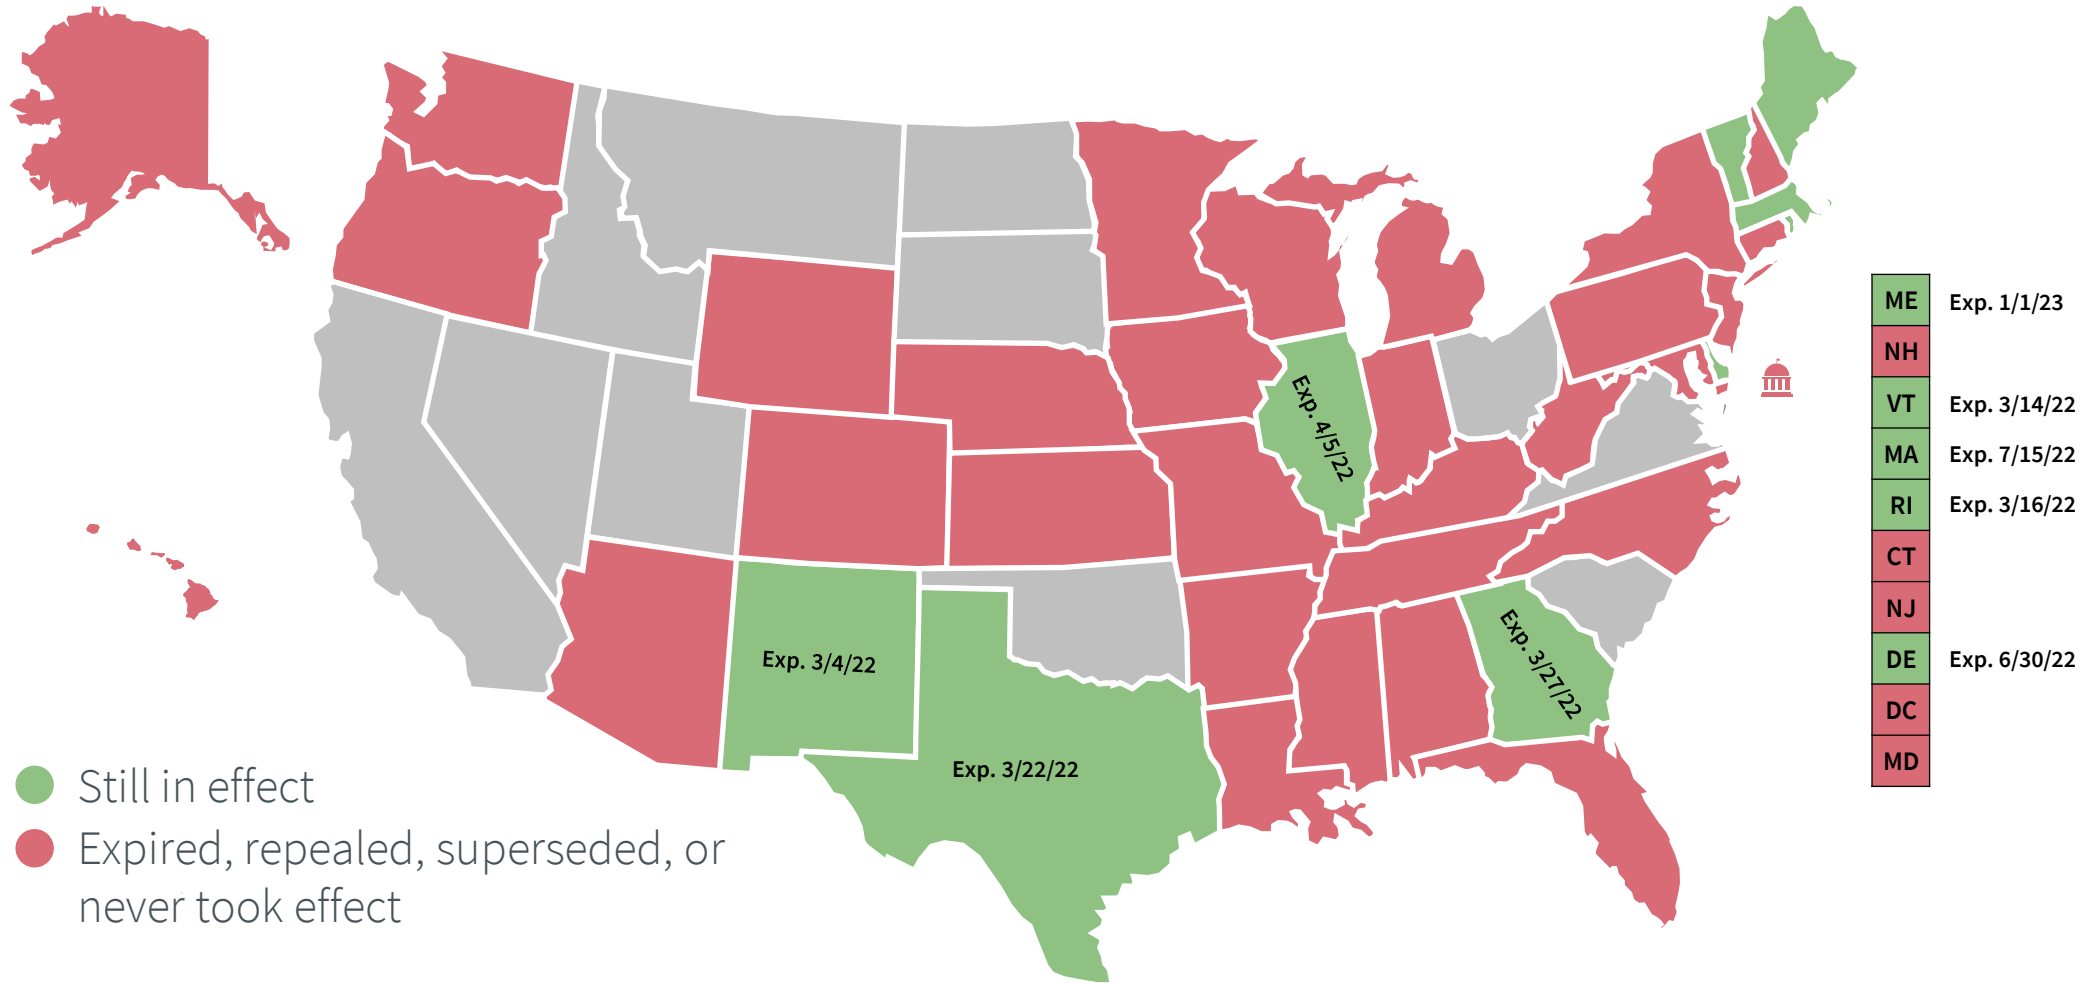 Exp. 4/5/22
Exp. 3/4/22
Exp. 3/27/22
Exp. 3/22/22
ME Exp. 1/1/23
NH
VT Exp. 3/14/22
MA Exp. 7/15/22
RI Exp. 3/16/22
CT
NJ
DE Exp. 6/30/22
DC
MD
Still in effect
Expired, repealed, superseded, or
never took effect